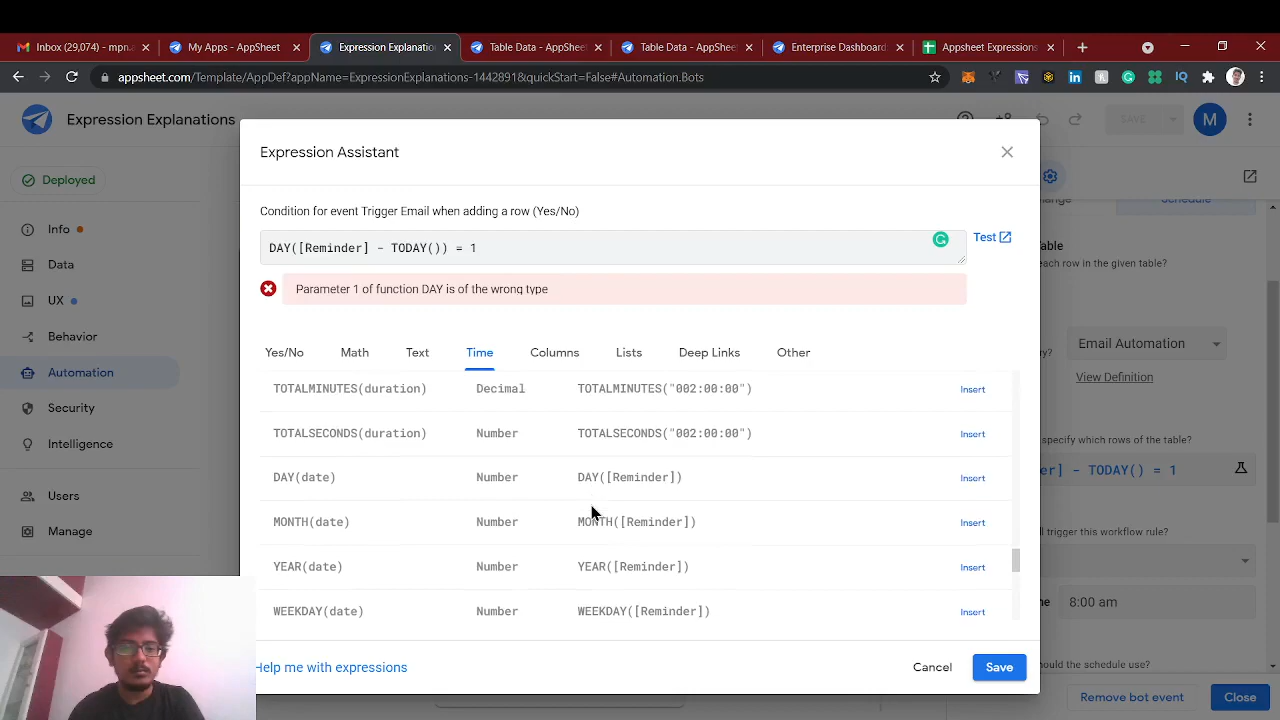 Inbox (29,074) - mpn.a
My Apps - AppSheet
Expression Explanatio
Table Data - AppSheet
Table Data - AppSheet
Enterprise Dashboard
Appsheet Expressions
appsheet.com/Template/AppDef?appName=ExpressionExplanations-1442891&quickStart=False#Automation.Bots
Expression Explanations
SAVE
M
Deployed
Info
Data
UX
Behavior
Automation
Security
Intelligence
Users
Manage
Expression Assistant
Condition for event Trigger Email when adding a row (Yes/No)
DAY([Reminder] - TODAY()) = 1
Test
Parameter 1 of function DAY is of the wrong type
Yes/No Math Text Time Columns Lists Deep Links Other
TOTALMINUTES(duration) Decimal TOTALMINUTES("002:00:00") Insert
TOTALSECONDS(duration) Number TOTALSECONDS("002:00:00") Insert
DAY(date) Number DAY([Reminder]) Insert
MONTH(date) Number MONTH([Reminder]) Insert
YEAR(date) Number YEAR([Reminder]) Insert
WEEKDAY(date) Number WEEKDAY([Reminder]) Insert
Help me with expressions
Cancel
Save
ange
Schedule
Table
each row in the given table?
y?
Email Automation
View Definition
specify which rows of the
er] - TODAY() = 1
ll trigger this workflow rule?
ne
8:00 am
hould the schedule use?
Remove bot event
Close